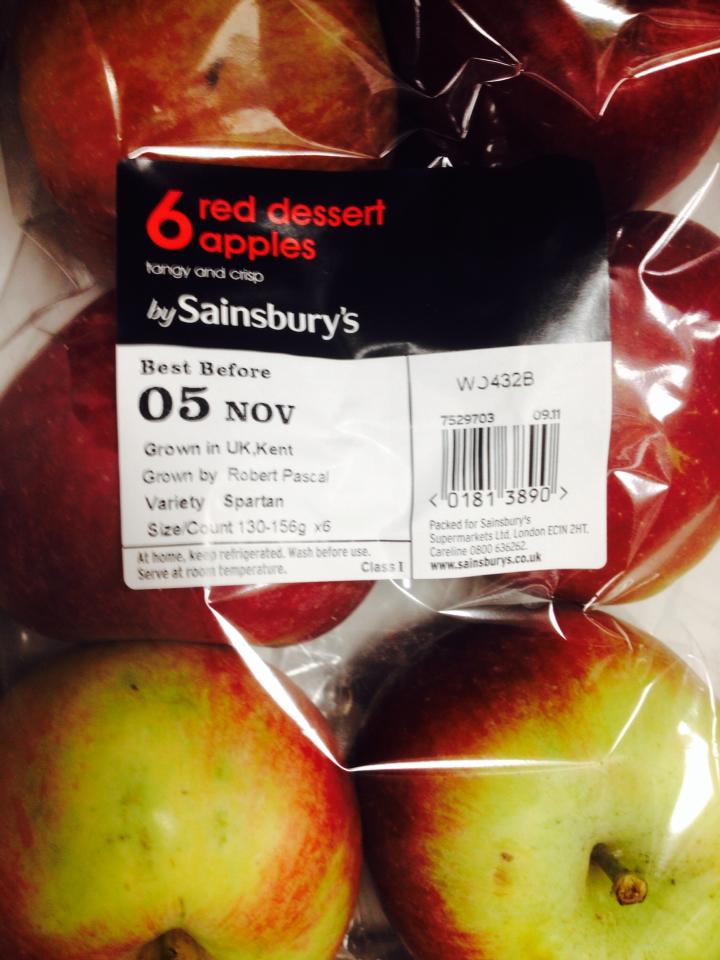 6 red dessert
apples
tangy and crisp
by Sainsbury's
Best Before
05 NOV
Grown in UK,Kent
Grown by Robert Pascal
Variety Spartan
Size/Count 130-156g x6
At home, keep refrigerated. Wash before use.
Serve at room temperature. Class I
WJ432B
7529703 09.11
<0181 3890>
Packed for Sainsbury's
Supermarkets Ltd, London EC1N 2HT.
Careline 0800 636262.
www.sainsburys.co.uk